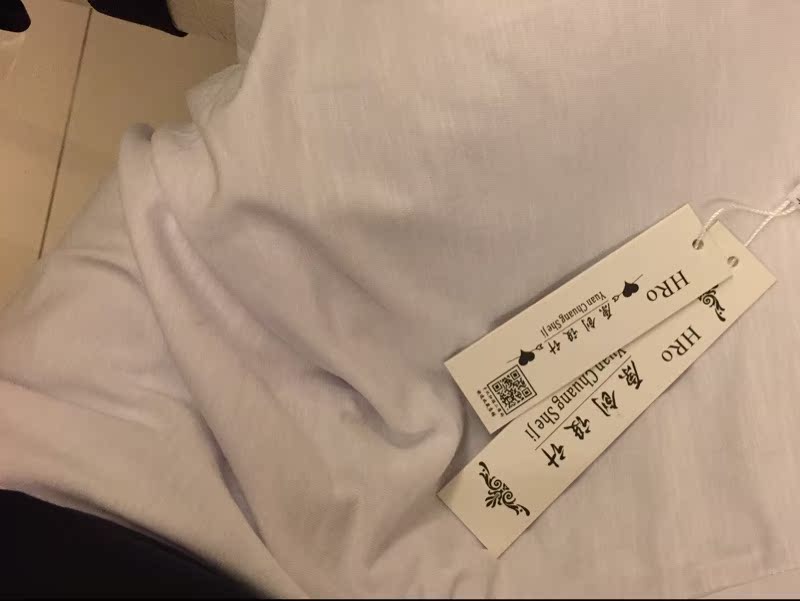 HRo
原创设计
Yuan Chuang She Ji
HRo
原创设计
Yuan Chuang She Ji